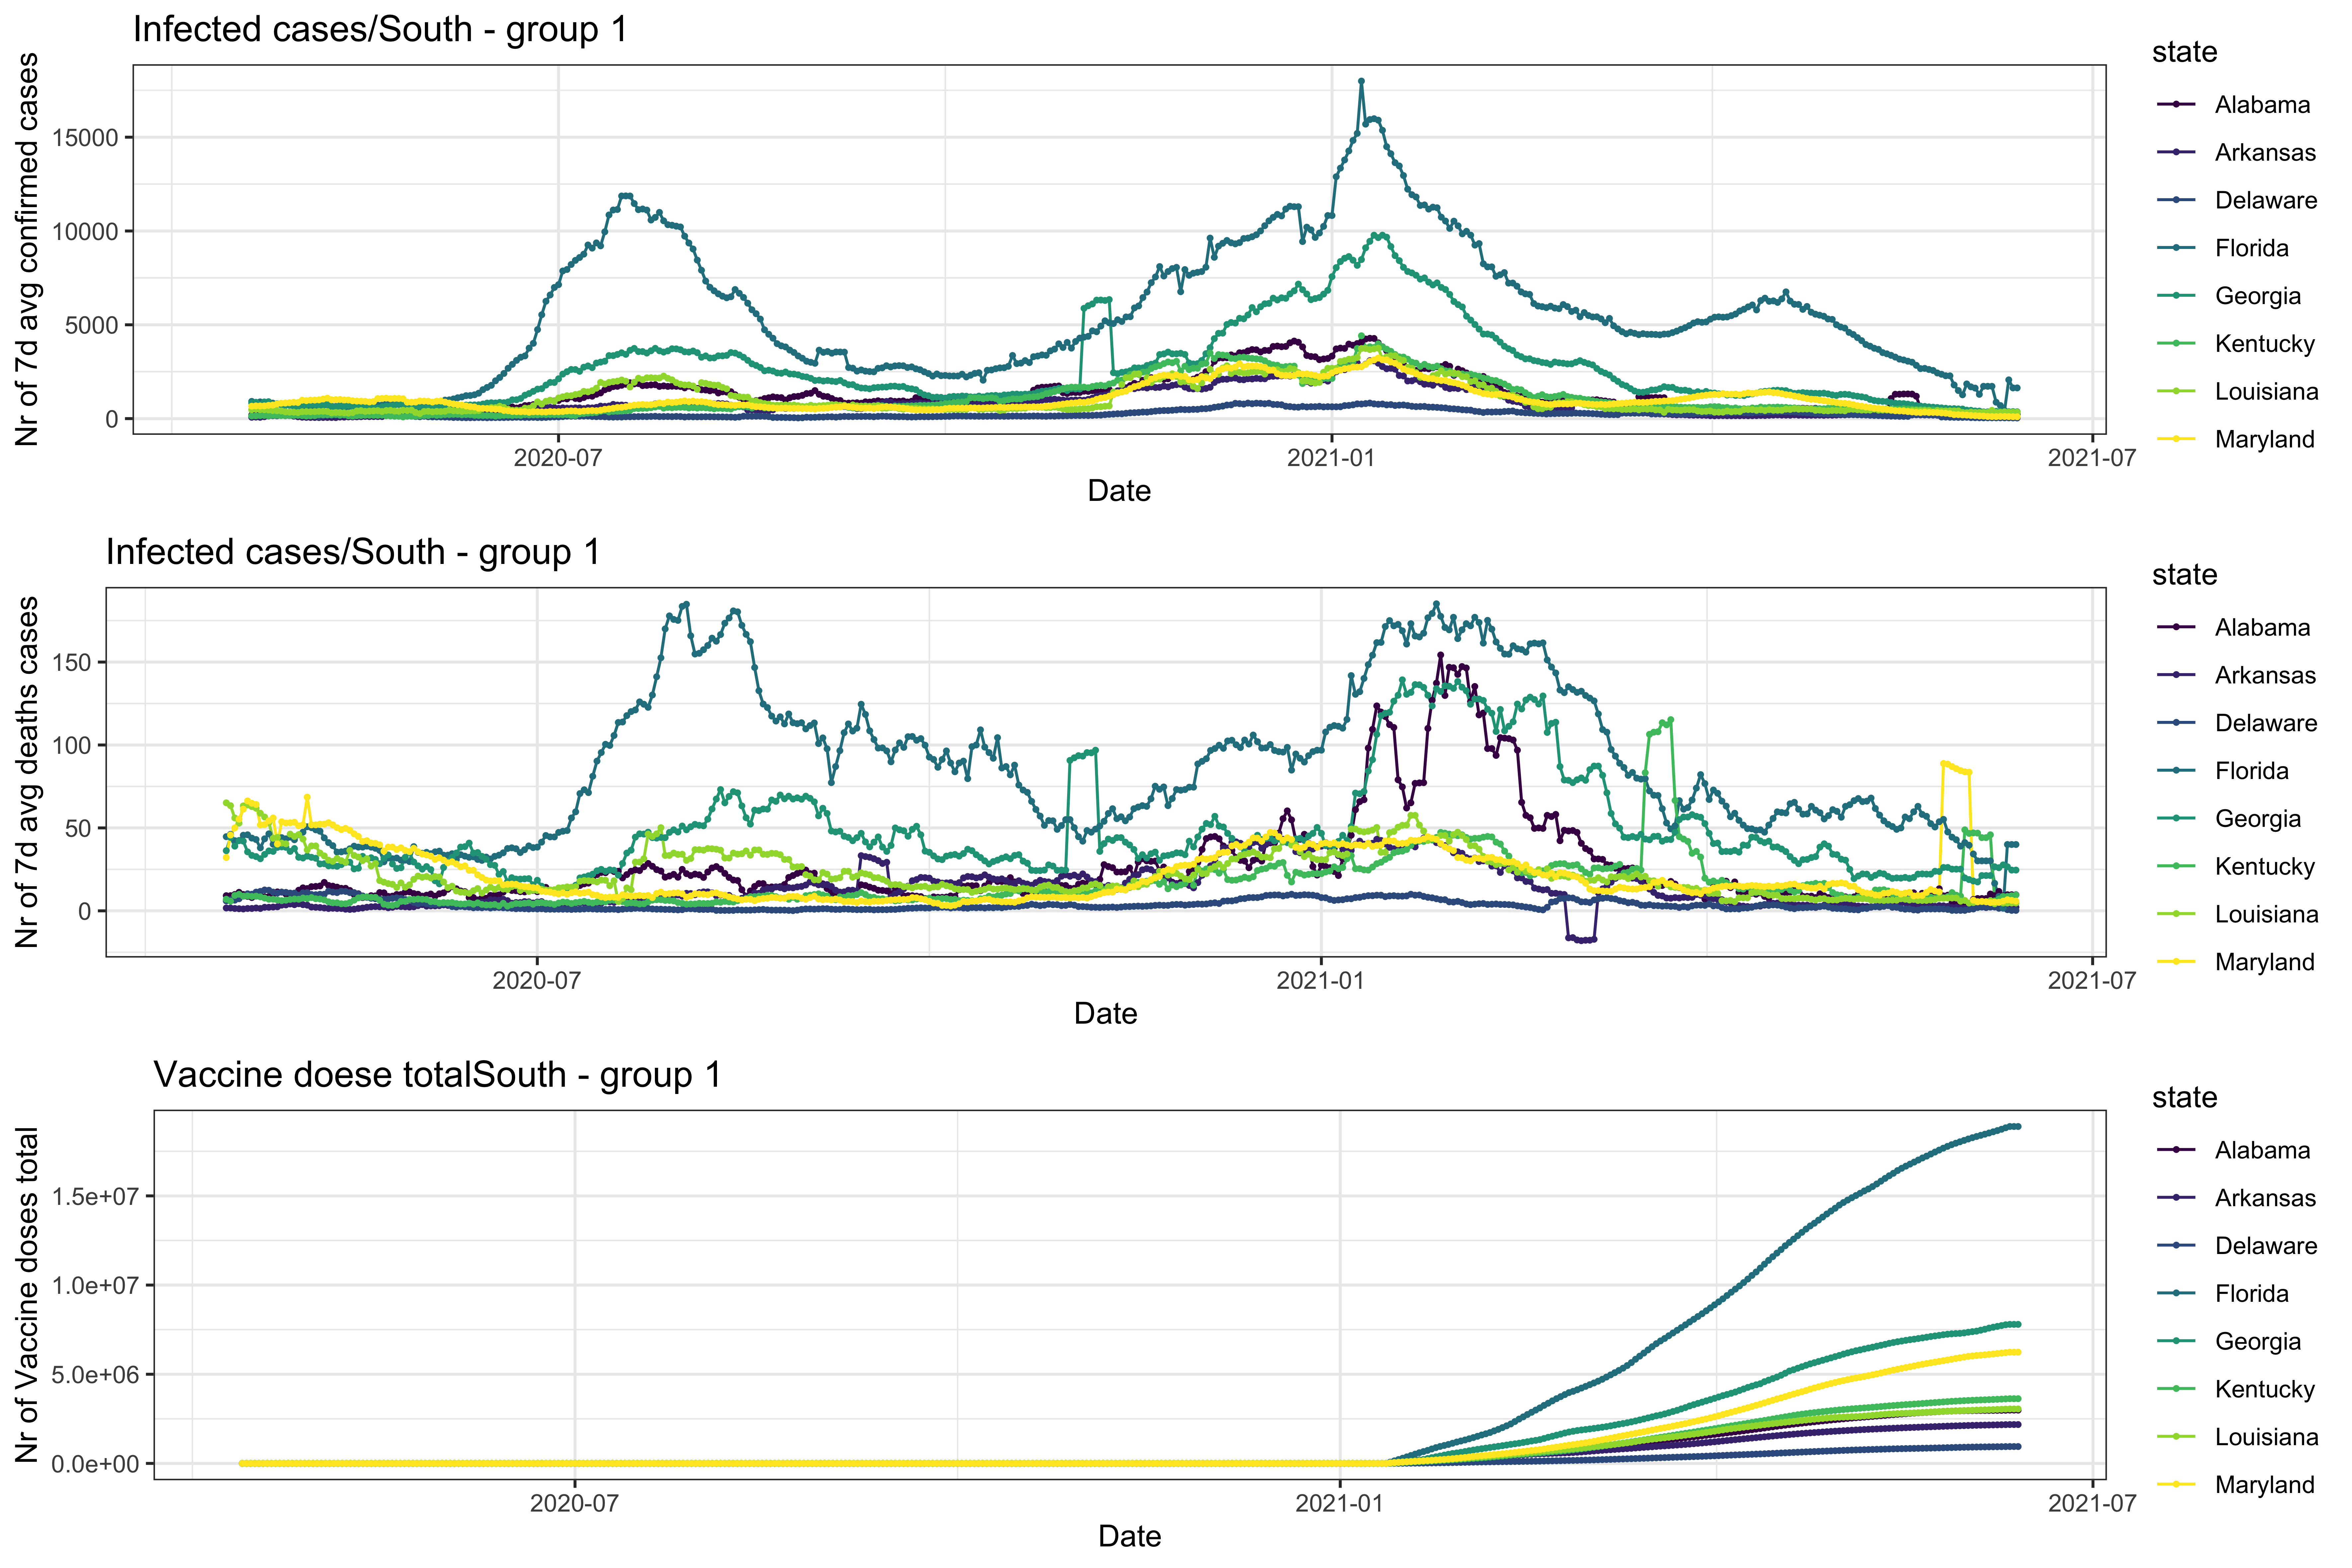 Infected cases/South - group 1
Nr of 7d avg confirmed cases
15000
10000
5000
0
2020-07
2021-01
2021-07
Date
state
Alabama
Arkansas
Delaware
Florida
Georgia
Kentucky
Louisiana
Maryland
Infected cases/South - group 1
Nr of 7d avg deaths cases
150
100
50
0
2020-07
2021-01
2021-07
Date
state
Alabama
Arkansas
Delaware
Florida
Georgia
Kentucky
Louisiana
Maryland
Vaccine doese totalSouth - group 1
Nr of Vaccine doses total
1.5e+07
1.0e+07
5.0e+06
0.0e+00
2020-07
2021-01
2021-07
Date
state
Alabama
Arkansas
Delaware
Florida
Georgia
Kentucky
Louisiana
Maryland